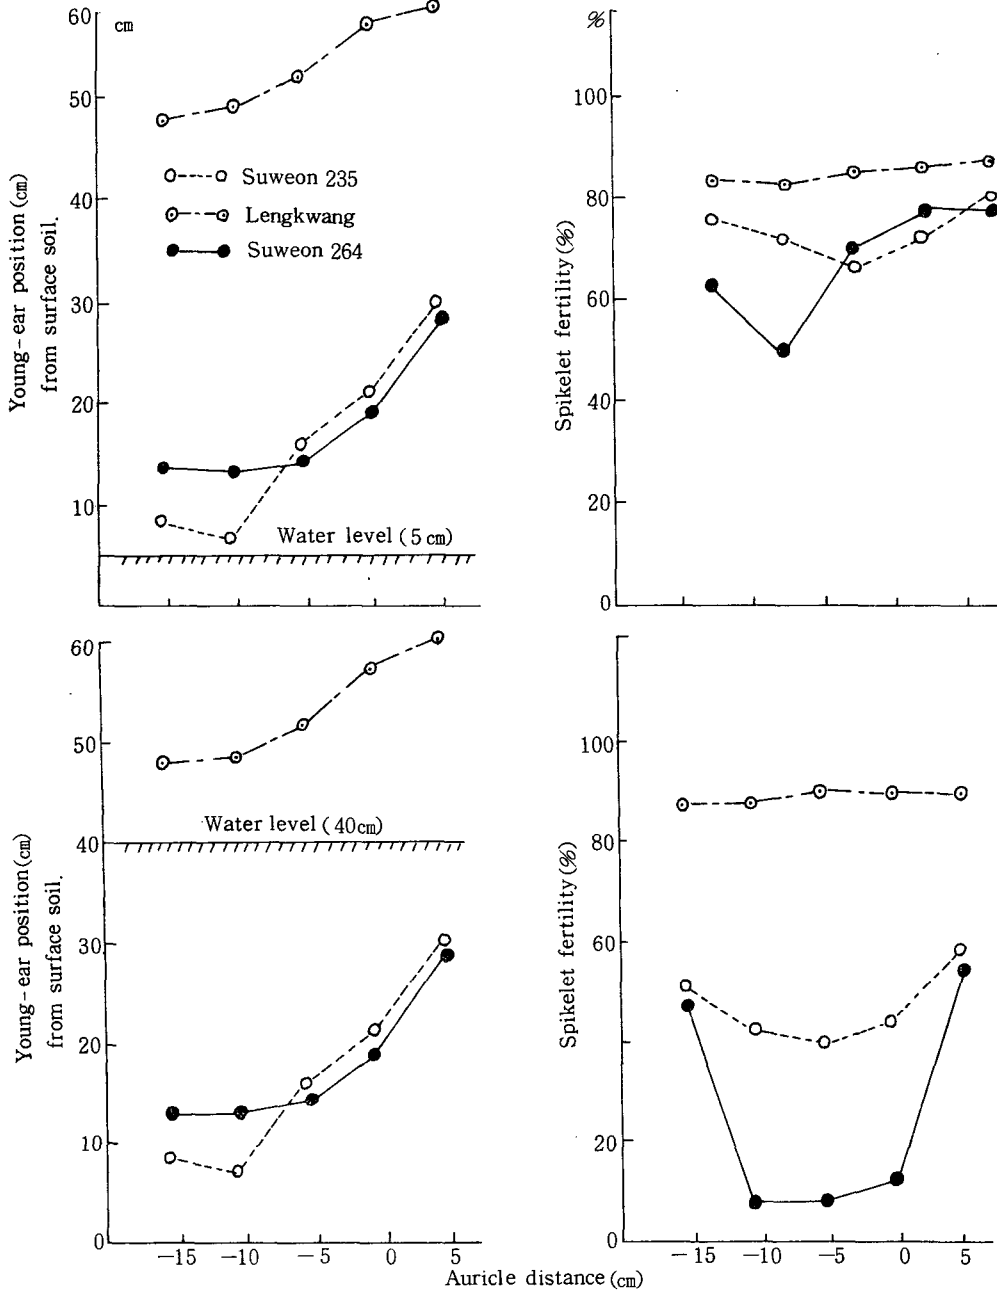 60
cm
50
40
30
20
10
Young-ear position (cm)
from surface soil.
Suweon 235
Lengkwang
Suweon 264
Water level (5 cm)
%
100
80
60
40
20
0
Spikelet fertility (%)
60
50
40
30
20
10
0
Young-ear position (cm)
from surface soil.
Water level (40cm)
-15 -10 -5 0 5
100
80
60
20
0
Spikelet fertility (%)
-15 -10 -5 0 5
Auricle distance (cm)